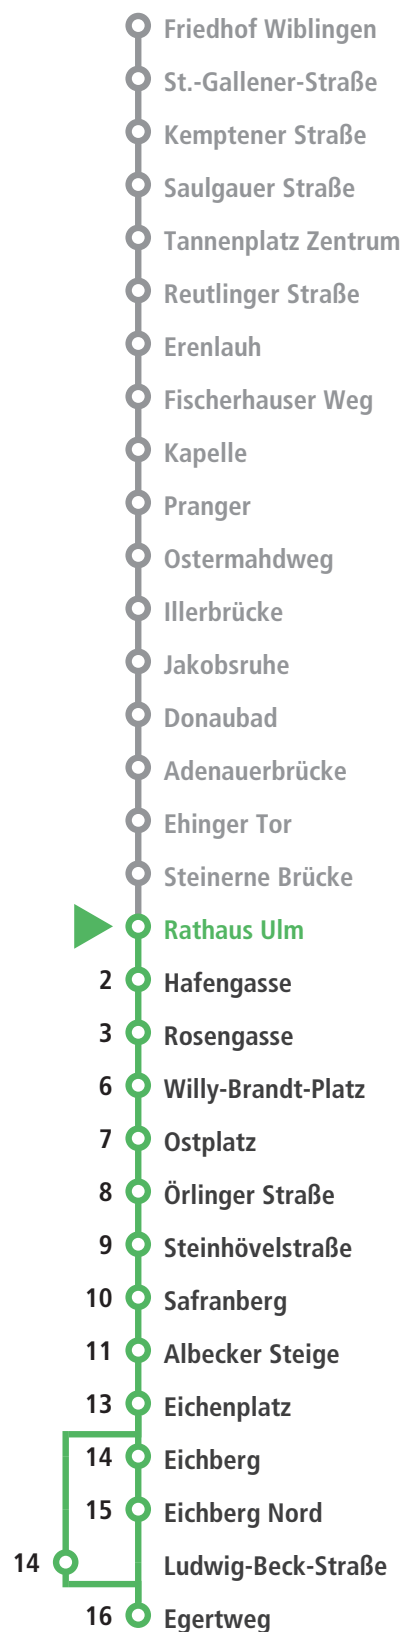 Friedhof Wiblingen
St.-Gallener-Straße
Kemptener Straße
Saulgauer Straße
Tannenplatz Zentrum
Reutlinger Straße
Erenlauh
Fischerhauser Weg
Kapelle
Pranger
Ostermahdweg
Illerbrücke
Jakobsruhe
Donaubad
Adenauerbrücke
Ehinger Tor
Steinerne Brücke
Rathaus Ulm
2 Hafengasse
3 Rosengasse
6 Willy-Brandt-Platz
7 Ostplatz
8 Örlinger Straße
9 Steinhövelstraße
10 Safranberg
11 Albecker Steige
13 Eichenplatz
14 Eichberg
15 Eichberg Nord
14 Ludwig-Beck-Straße
16 Egertweg